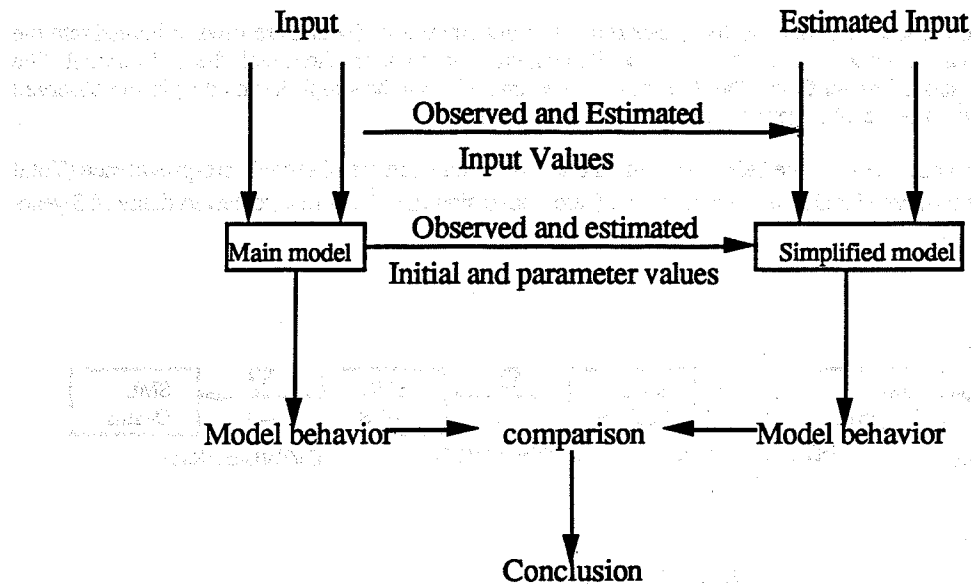 Input
Estimated Input
Observed and Estimated
Input Values
Main model
Observed and estimated
Initial and parameter values
Simplified model
Model behavior
comparison
Model behavior
Conclusion